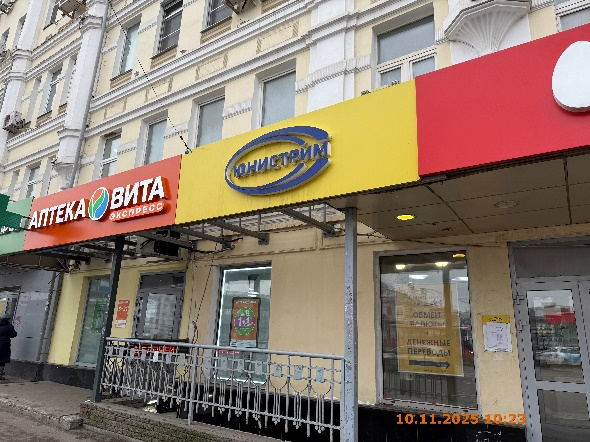 АПТЕКА ВИТА
ЭКСПРЕСС
ЮНИСТРИМ
ОБМЕН
ВАЛЮТЫ
ДЕНЕЖНЫЕ
ПЕРЕВОДЫ
10.11.2025 10:23